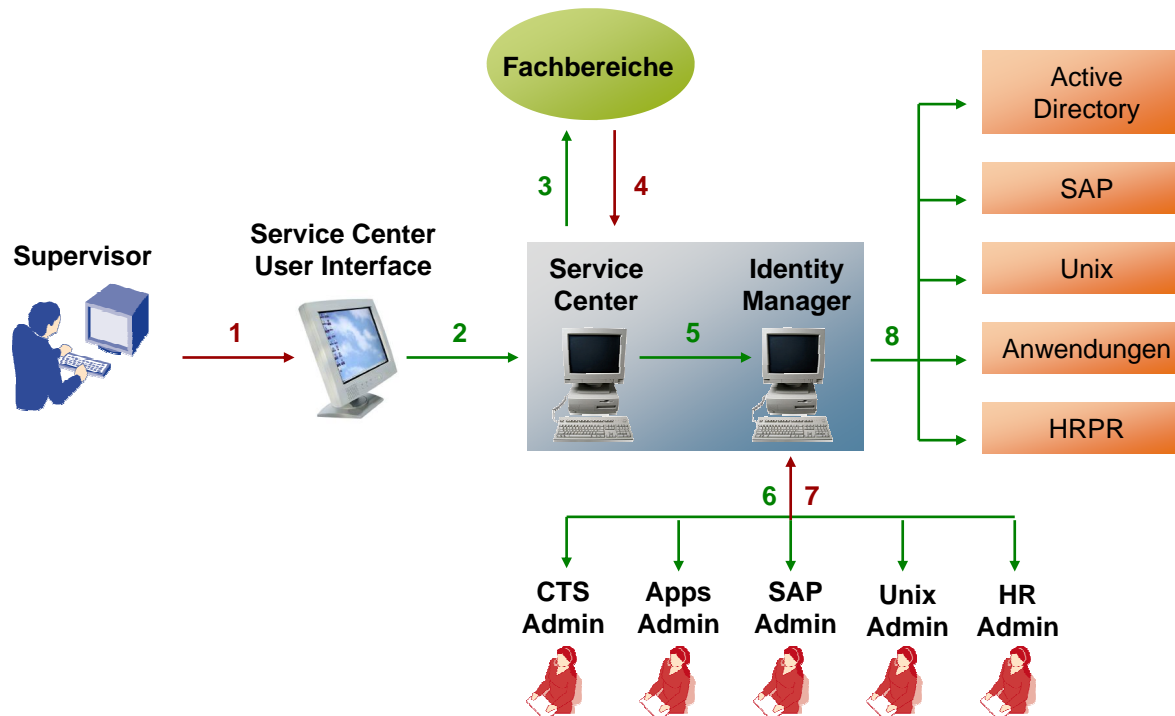 Fachbereiche
Active
Directory
3
4
SAP
Supervisor
Service Center
User Interface
Service
Center
Identity
Manager
Unix
1
2
5
8
Anwendungen
HRPR
6
7
CTS
Admin
Apps
Admin
SAP
Admin
Unix
Admin
HR
Admin